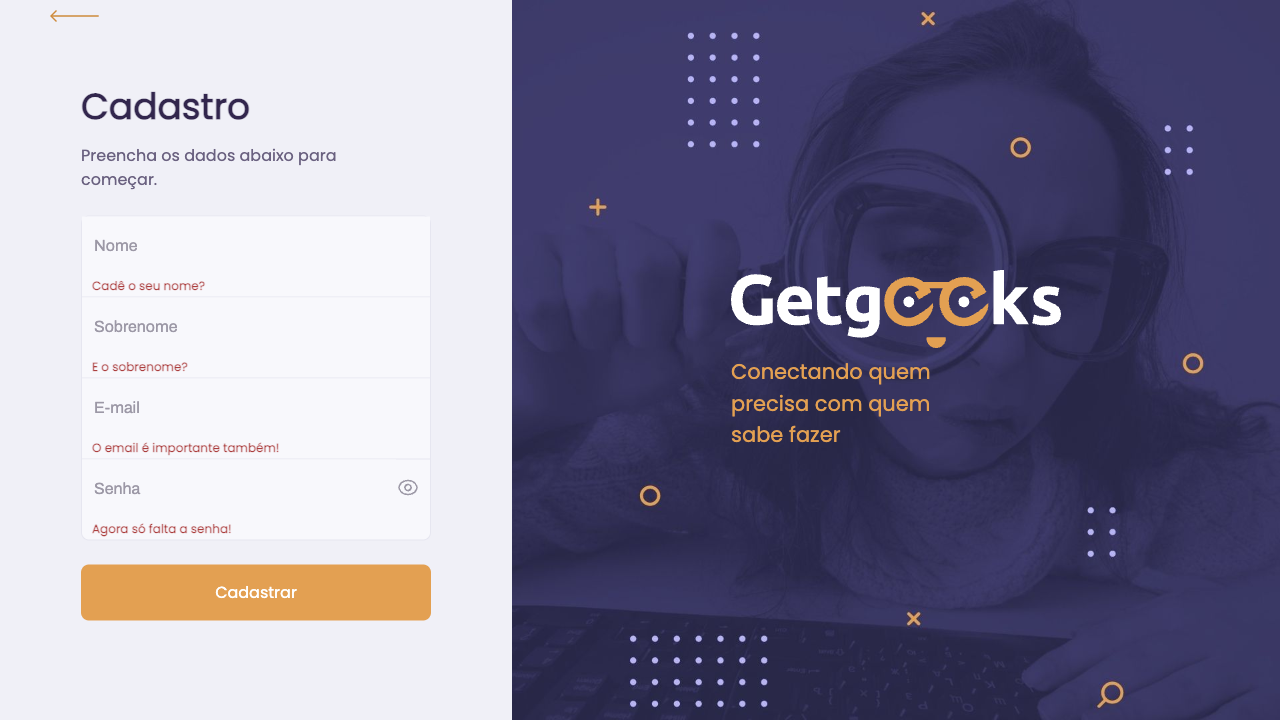 Cadastro
Preencha os dados abaixo para
começar.
Nome
Cadê o seu nome?
Sobrenome
E o sobrenome?
E-mail
O email é importante também!
Senha
Agora só falta a senha!
Cadastrar
Getgeeks
Conectando quem
precisa com quem
sabe fazer